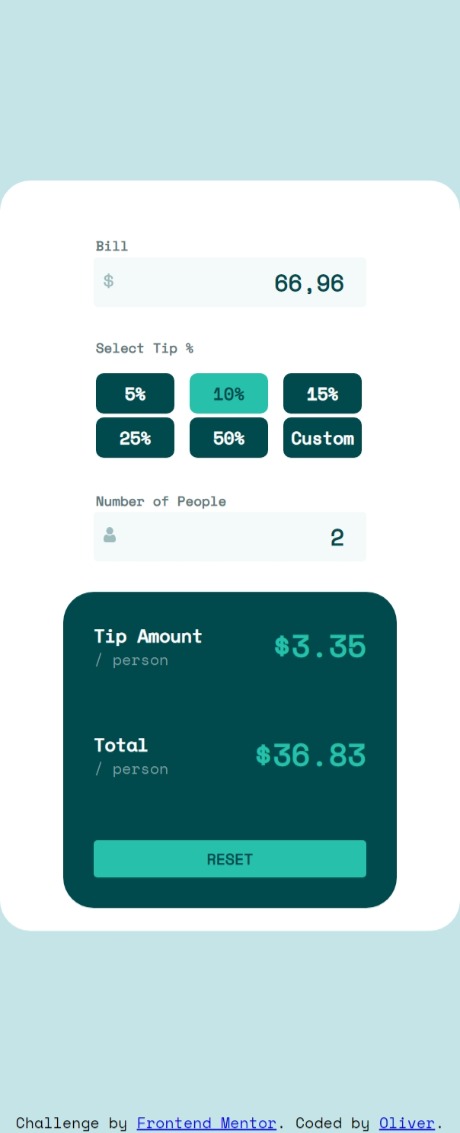 Bill
$ 66,96
Select Tip %
5% 10% 15%
25% 50% Custom
Number of People
2
Tip Amount $3.35
/ person
Total $36.83
/ person
RESET
Challenge by Frontend Mentor. Coded by Oliver.